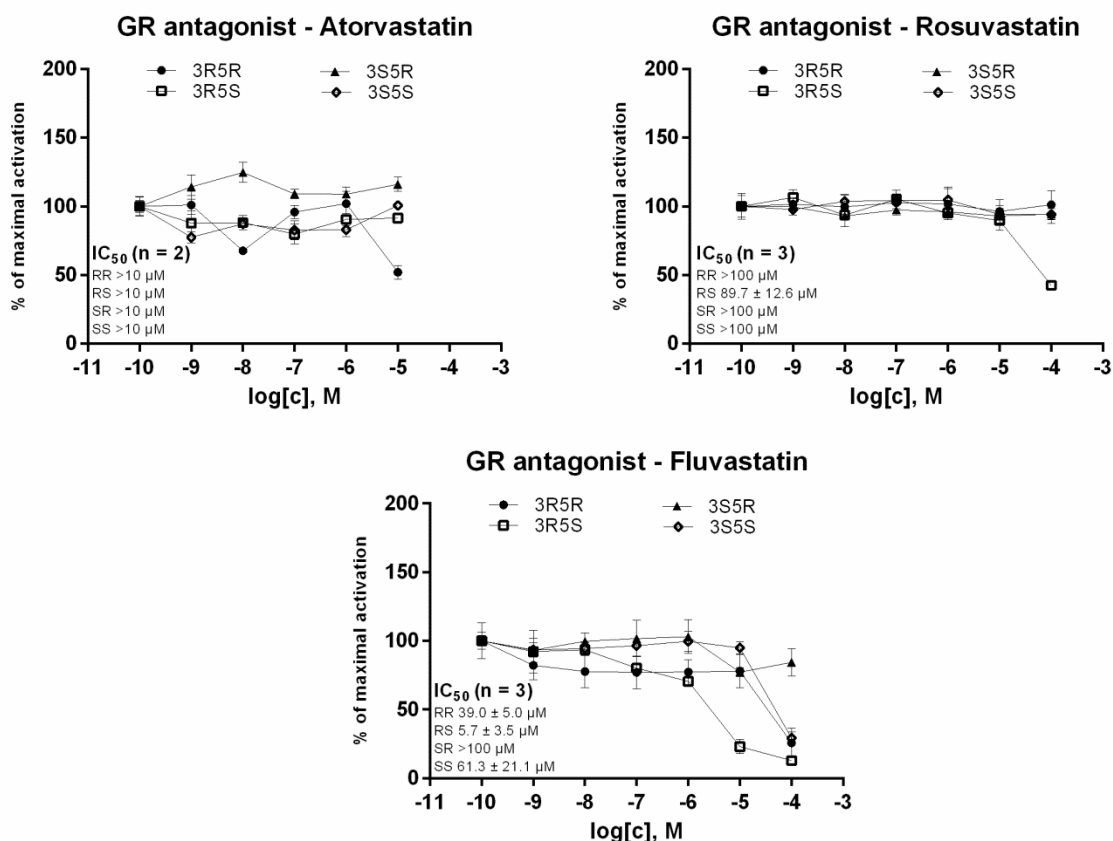 GR antagonist - Atorvastatin
3R5R 3S5R
3R5S 3S5S
% of maximal activation
200
150
100
50
0
IC50 (n = 2)
RR >10 µM
RS >10 µM
SR >10 µM
SS >10 µM
-11 -10 -9 -8 -7 -6 -5 -4 -3
log[c], M
GR antagonist - Rosuvastatin
3R5R 3S5R
3R5S 3S5S
% of maximal activation
200
150
100
50
0
IC50 (n = 3)
RR >100 µM
RS 89.7 ± 12.6 µM
SR >100 µM
SS >100 µM
-11 -10 -9 -8 -7 -6 -5 -4 -3
log[c], M
GR antagonist - Fluvastatin
3R5R 3S5R
3R5S 3S5S
% of maximal activation
200
150
100
50
0
IC50 (n = 3)
RR 39.0 ± 5.0 µM
RS 5.7 ± 3.5 µM
SR >100 µM
SS 61.3 ± 21.1 µM
-11 -10 -9 -8 -7 -6 -5 -4 -3
log[c], M